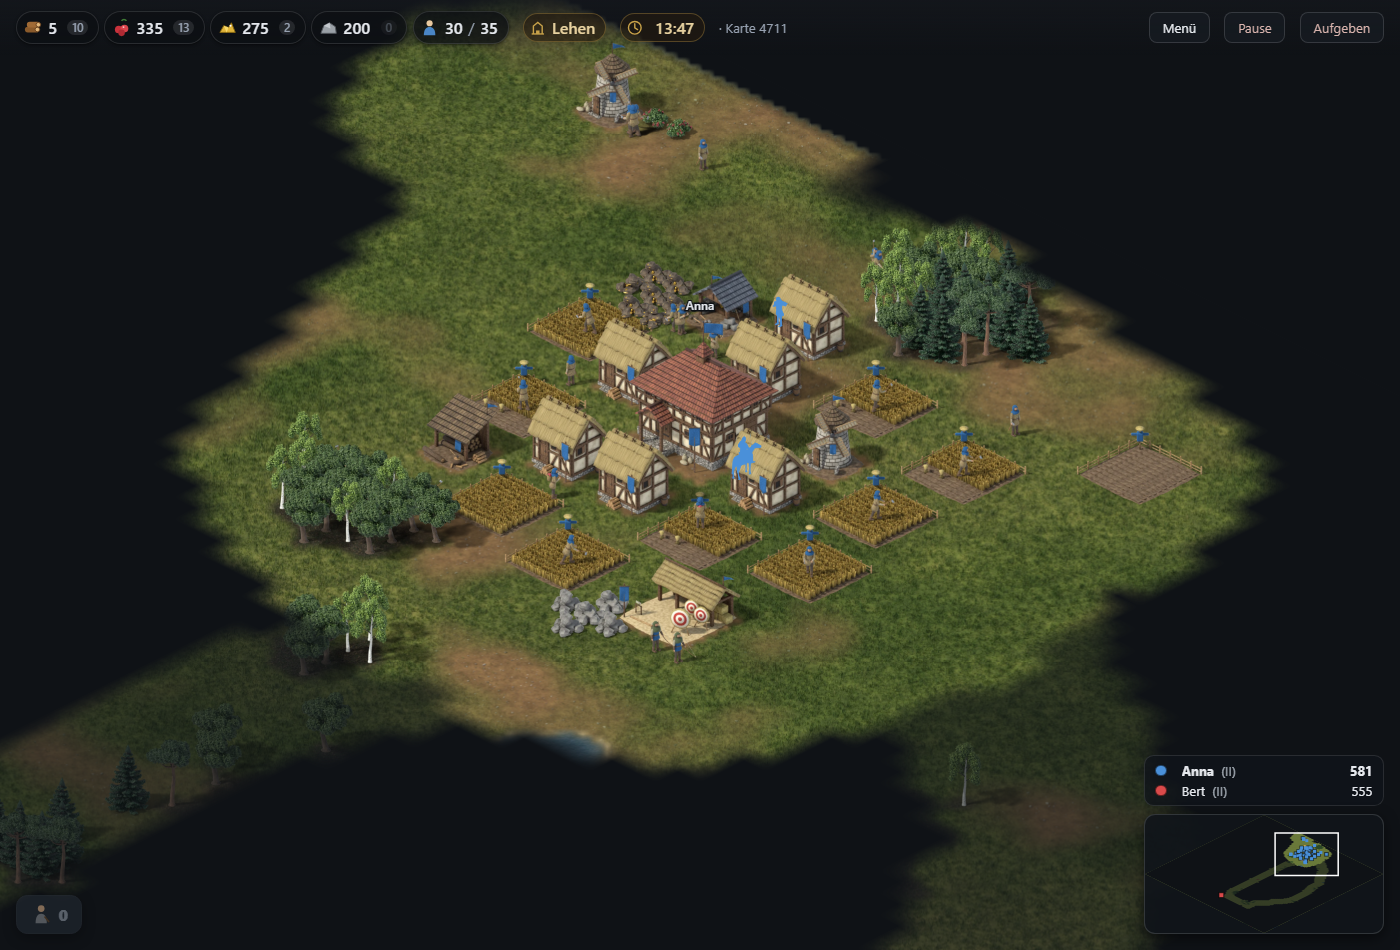 5 10 335 13 275 2 200 0 30 / 35 Lehen 13:47 · Karte 4711 Menü Pause Aufgeben
Anna
Anna (II) 581
Bert (II) 555
0